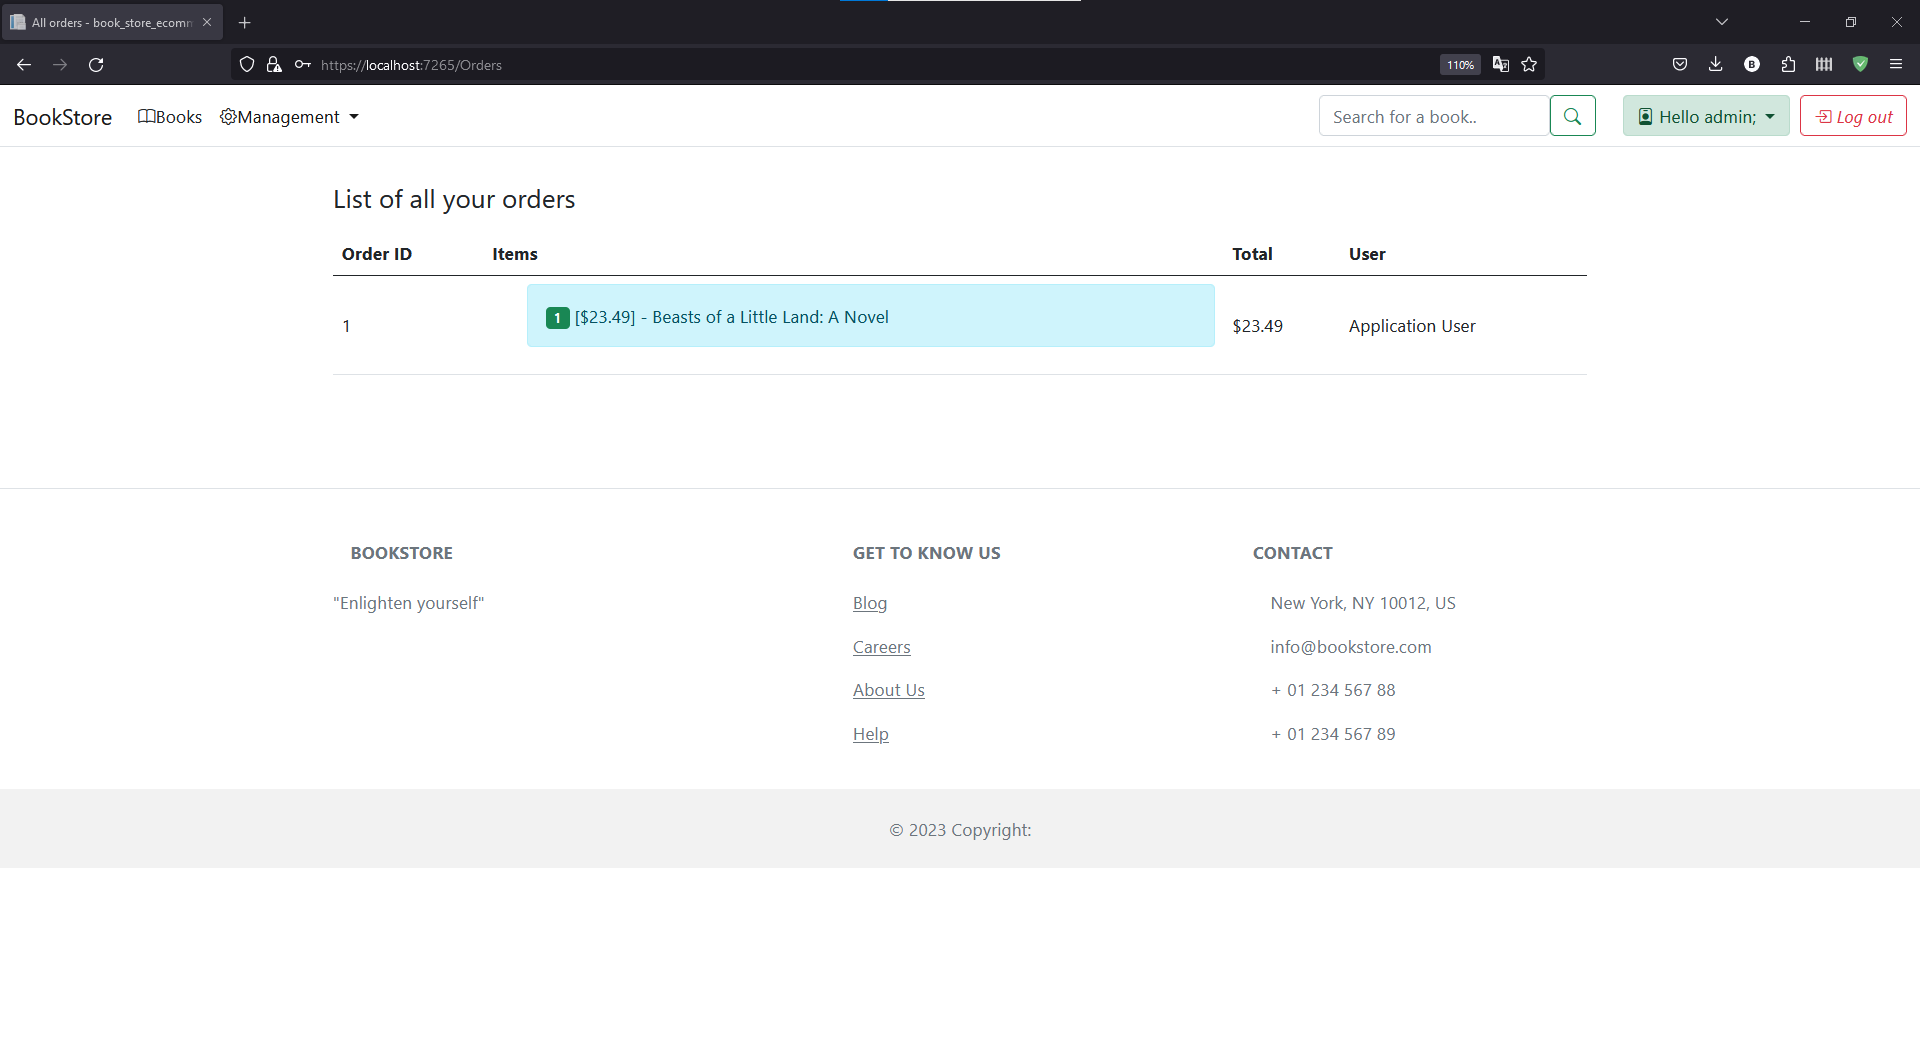 All orders - book_store_ecomm
https://localhost:7265/Orders
110%
BookStore
Books
Management
Search for a book..
Hello admin;
Log out
List of all your orders
Order ID Items Total User
1 1 [$23.49] - Beasts of a Little Land: A Novel $23.49 Application User
BOOKSTORE
"Enlighten yourself"
GET TO KNOW US
Blog
Careers
About Us
Help
CONTACT
New York, NY 10012, US
info@bookstore.com
+ 01 234 567 88
+ 01 234 567 89
© 2023 Copyright: